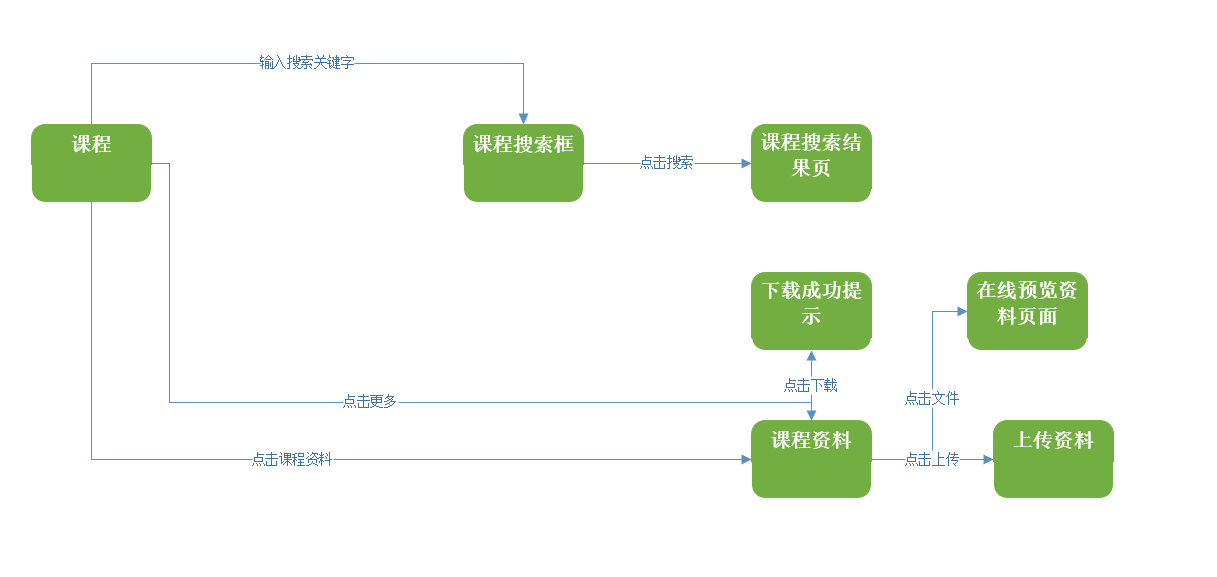 输入搜索关键字
课程
课程搜索框
点击搜索
课程搜索结
果页
下载成功提
示
在线预览资
料页面
点击下载
点击文件
点击更多
课程资料
上传资料
点击课程资料
点击上传